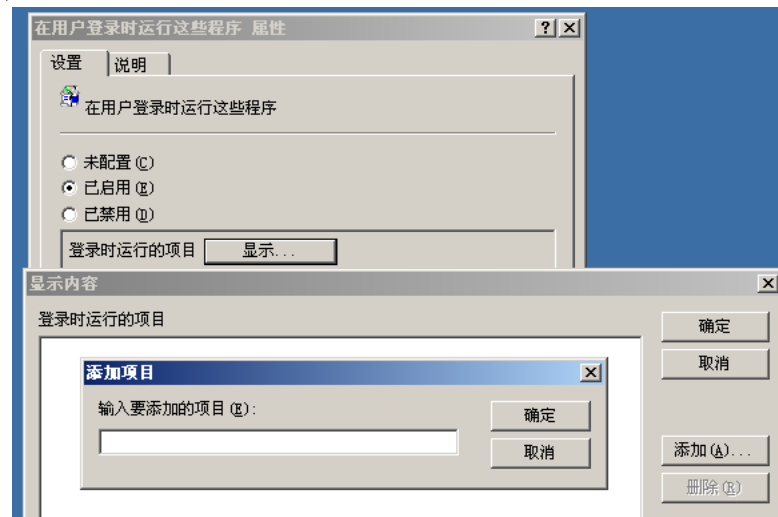 在用户登录时运行这些程序 属性
设置 说明
在用户登录时运行这些程序
未配置(C)
已启用(E)
已禁用(D)
登录时运行的项目 显示...
显示内容
登录时运行的项目
确定
取消
添加项目
输入要添加的项目(E):
确定
取消
添加(A)...
删除(R)